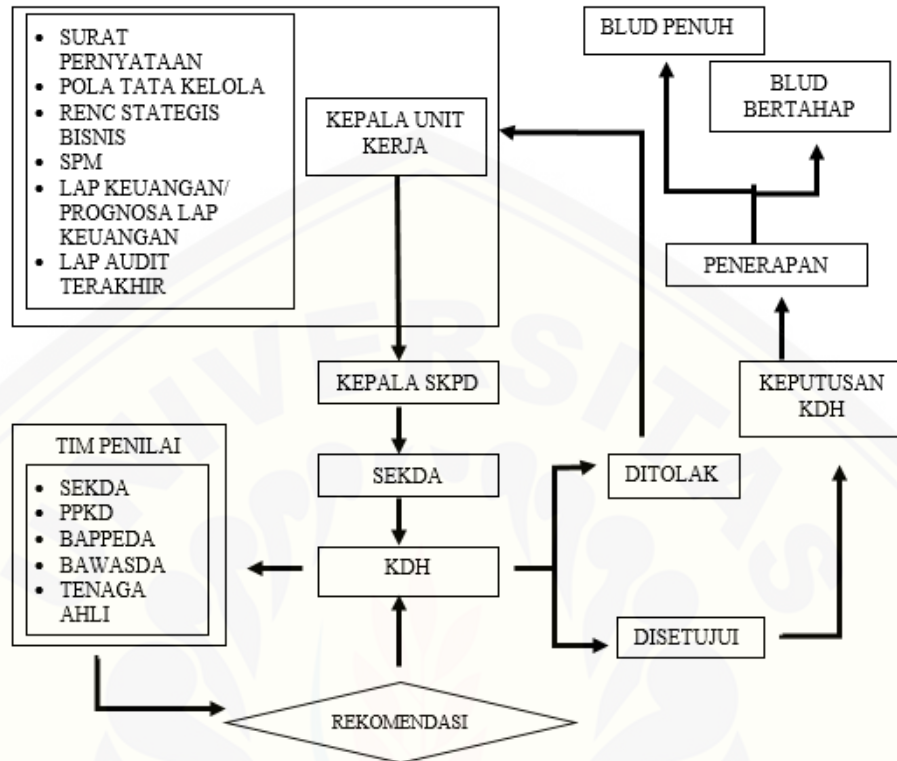 SURAT
PERNYATAAN
POLA TATA KELOLA
RENC STATEGIS
BISNIS
SPM
LAP KEUANGAN/
PROGNOSA LAP
KEUANGAN
LAP AUDIT
TERAKHIR
KEPALA UNIT
KERJA
BLUD PENUH
BLUD
BERTAHAP
PENERAPAN
KEPALA SKPD
KEPUTUSAN
KDH
TIM PENILAI
SEKDA
PPKD
BAPPEDA
BAWASDA
TENAGA
AHLI
SEKDA
DITOLAK
KDH
DISETUJUI
REKOMENDASI
UNIVERSITAS